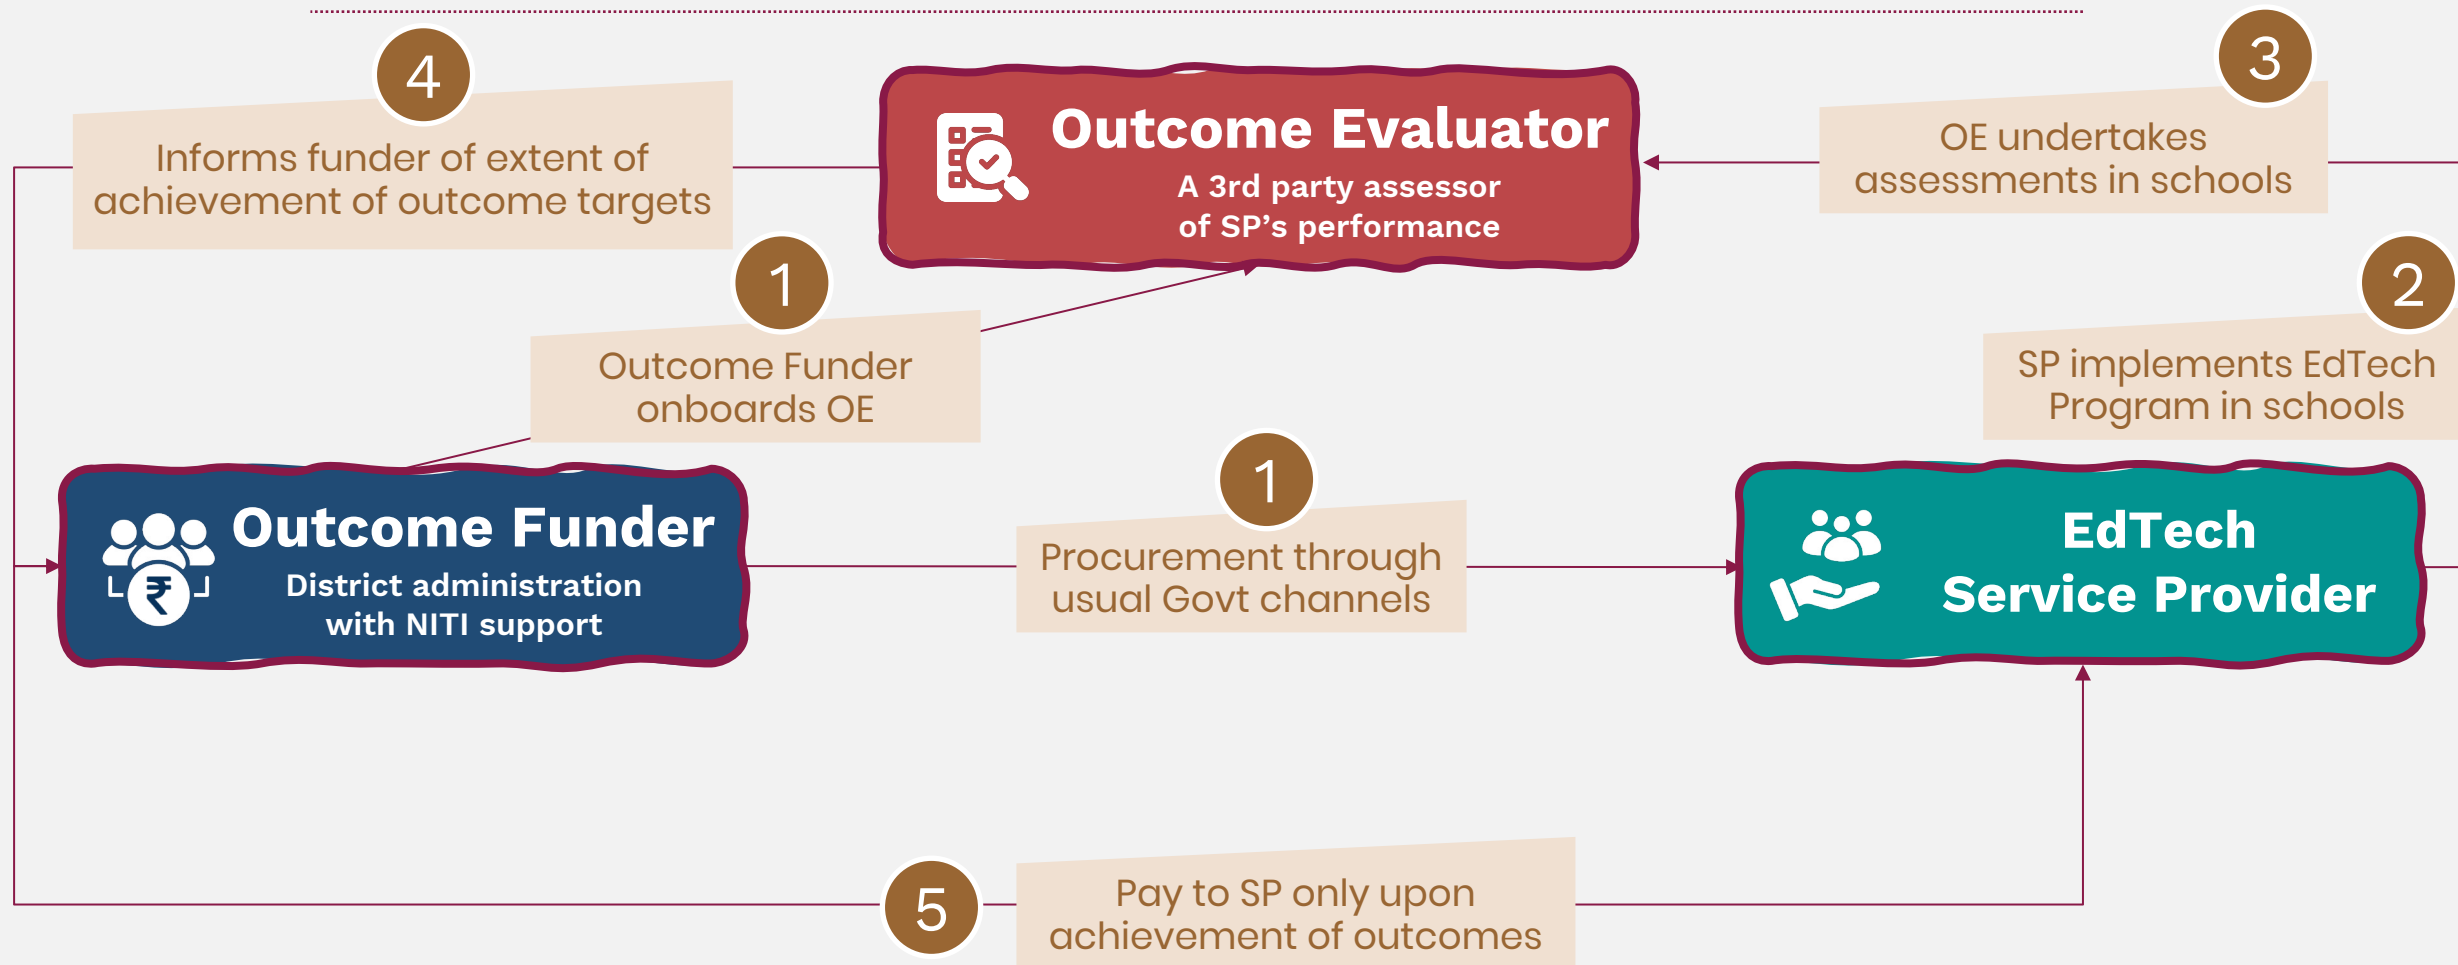 4
Informs funder of extent of
achievement of outcome targets
Outcome Evaluator
A 3rd party assessor
of SP’s performance
3
OE undertakes
assessments in schools
1
Outcome Funder
onboards OE
2
SP implements EdTech
Program in schools
₹
Outcome Funder
District administration
with NITI support
1
Procurement through
usual Govt channels
EdTech
Service Provider
5
Pay to SP only upon
achievement of outcomes